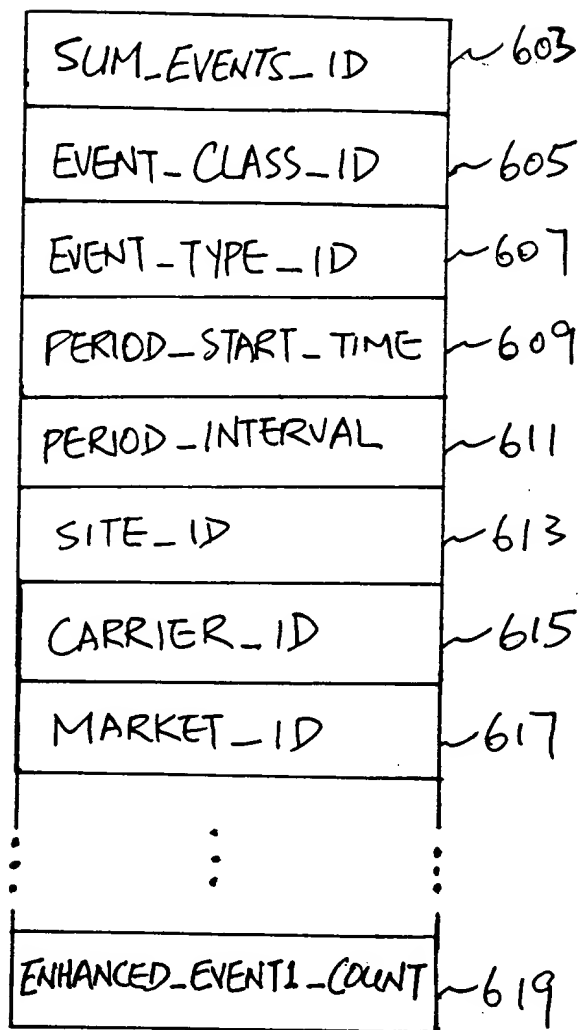 SUM_EVENTS_ID 603
EVENT_CLASS_ID 605
EVENT_TYPE_ID 607
PERIOD_START_TIME 609
PERIOD_INTERVAL 611
SITE_ID 613
CARRIER_ID 615
MARKET_ID 617
ENHANCED_EVENT1_COUNT 619